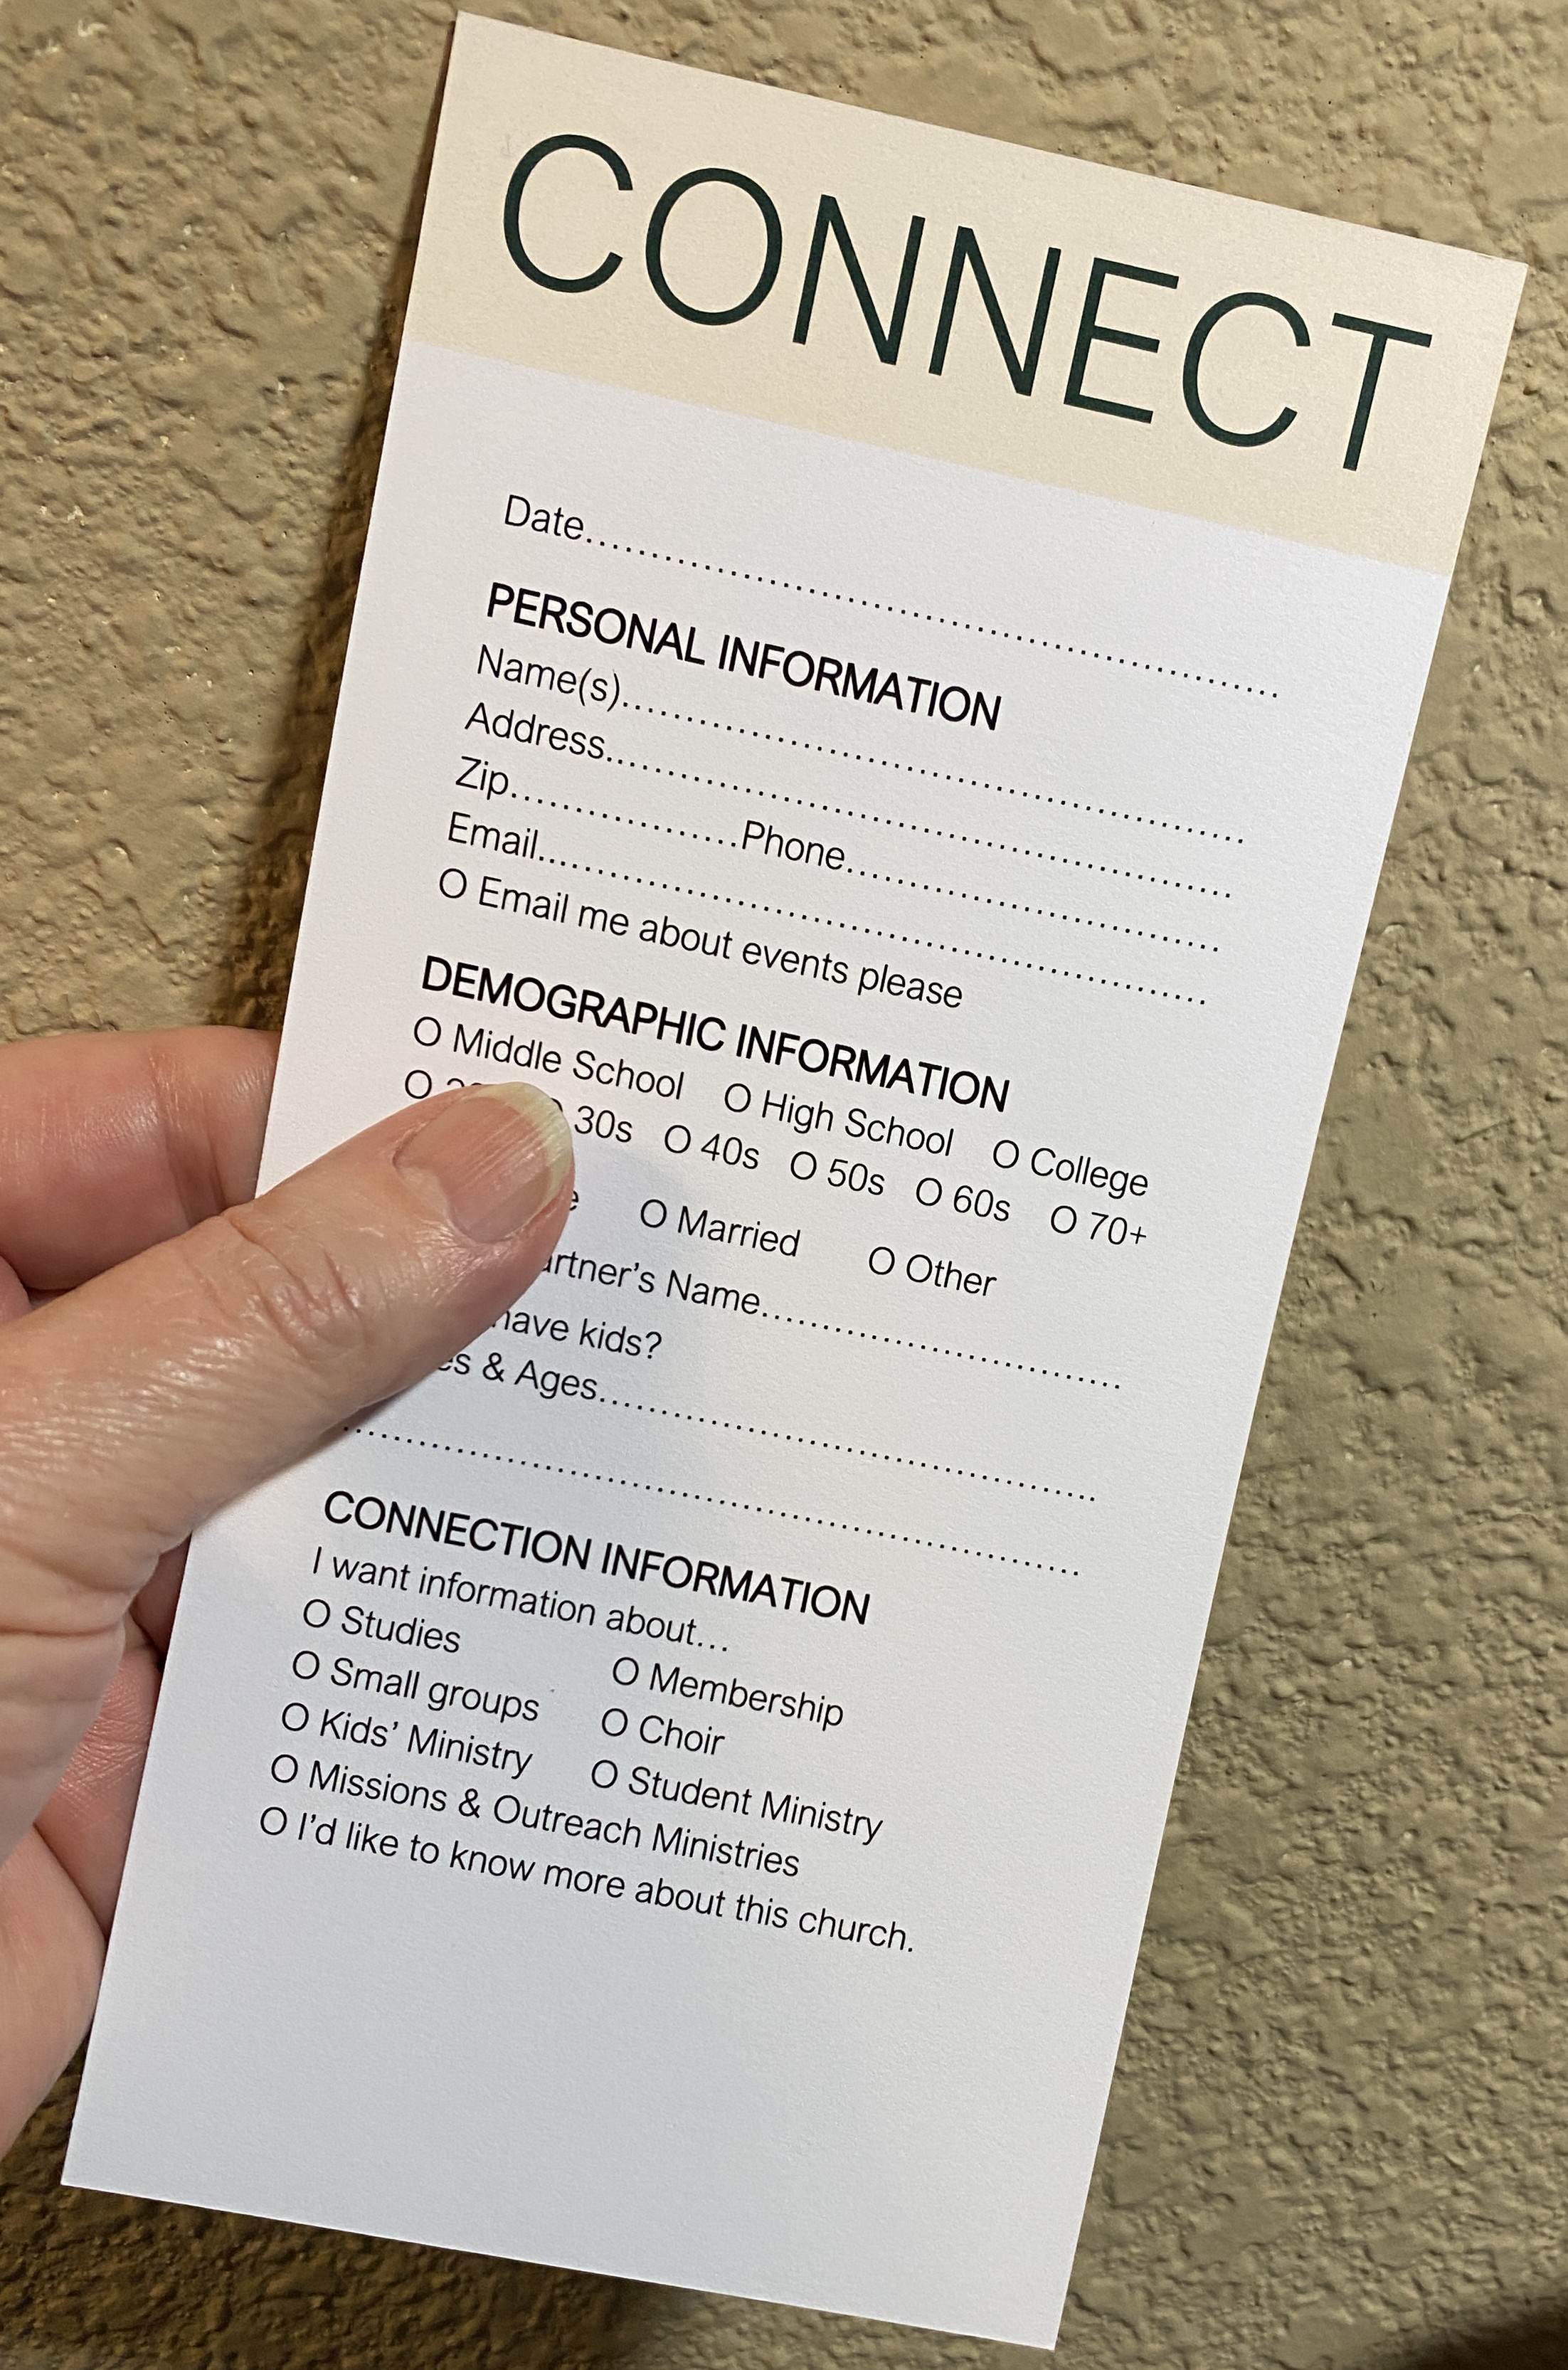 CONNECT
Date........................................................
PERSONAL INFORMATION
Name(s).....................................................
Address.....................................................
Zip...................Phone................................
Email........................................................
O Email me about events please
DEMOGRAPHIC INFORMATION
O Middle School O High School O College
O 30s O 40s O 50s O 60s O 70+
O Married O Other
Name...............................
have kids?
& Ages..........................................
..............................................................
CONNECTION INFORMATION
I want information about...
O Studies O Membership
O Small groups O Choir
O Kids' Ministry O Student Ministry
O Missions & Outreach Ministries
O I'd like to know more about this church.